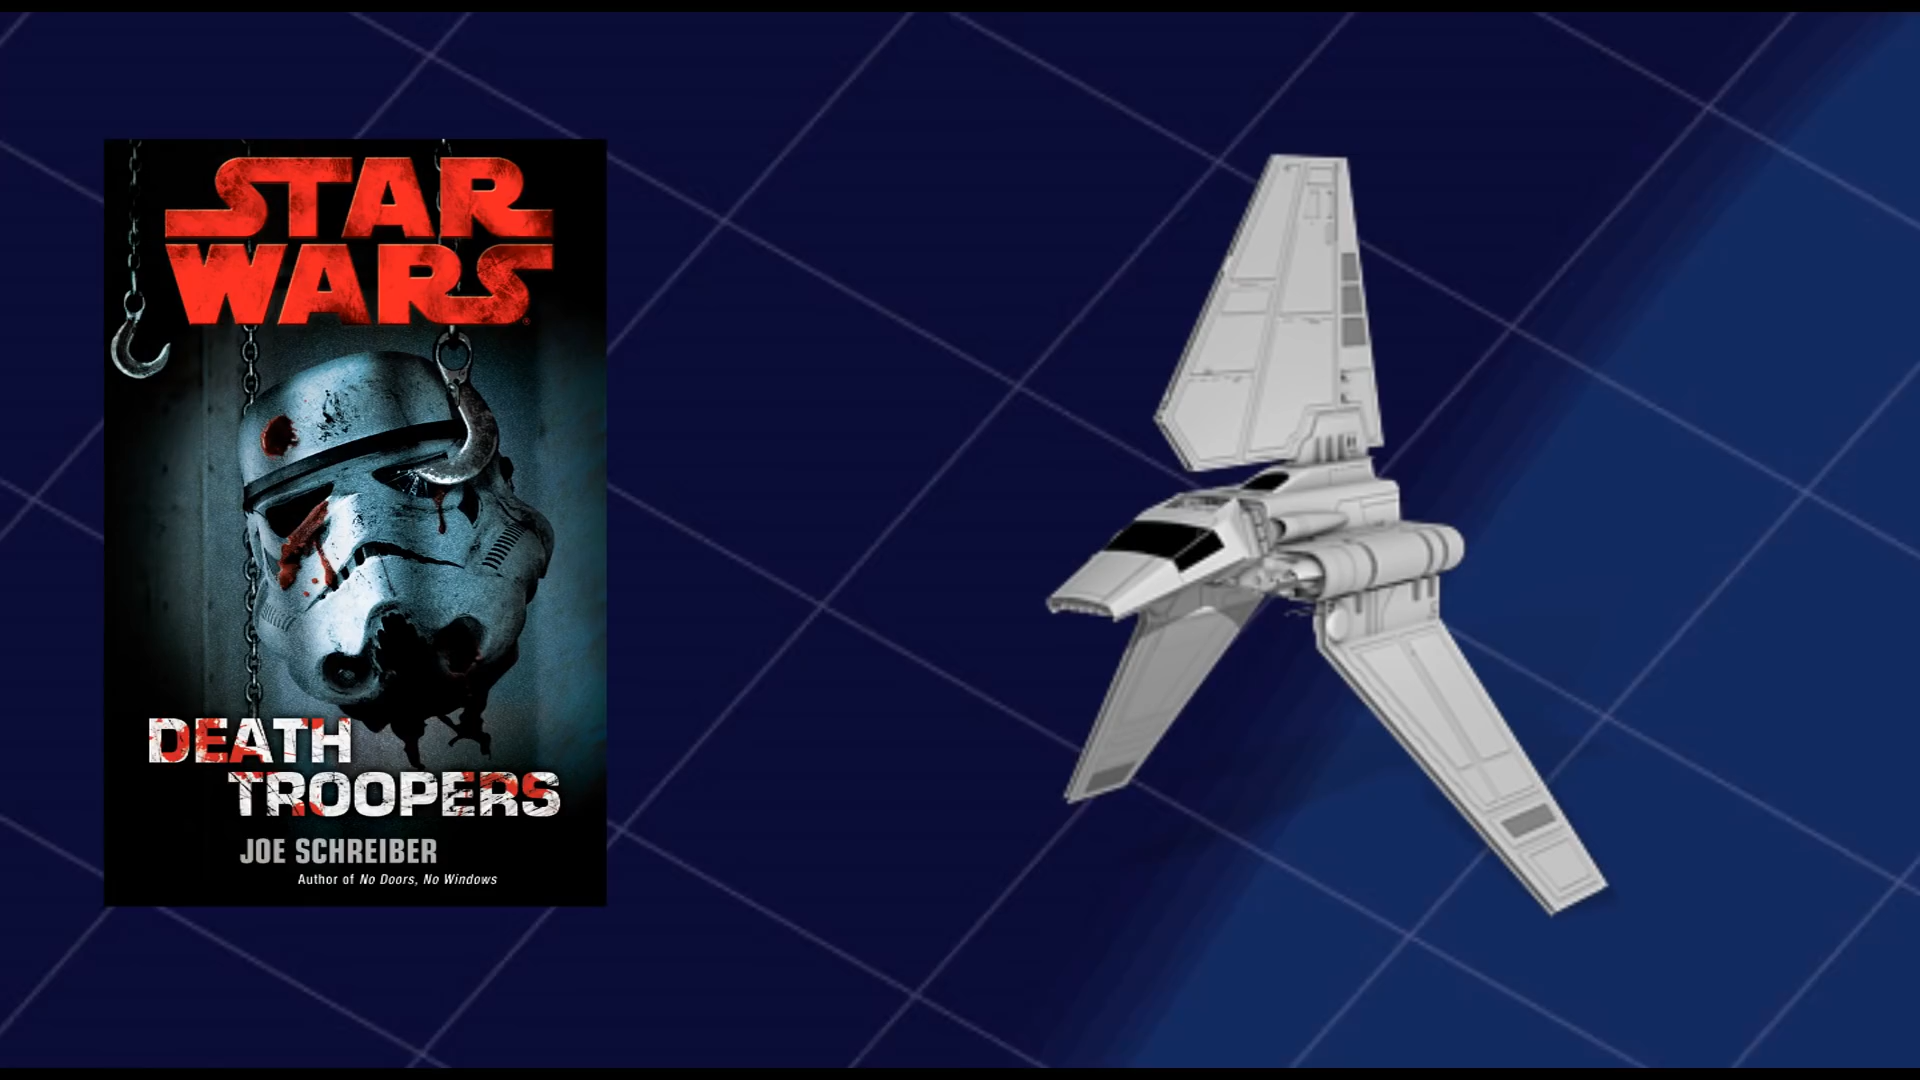 STAR
WARS
DEATH
TROOPERS
JOE SCHREIBER
Author of No Doors, No Windows